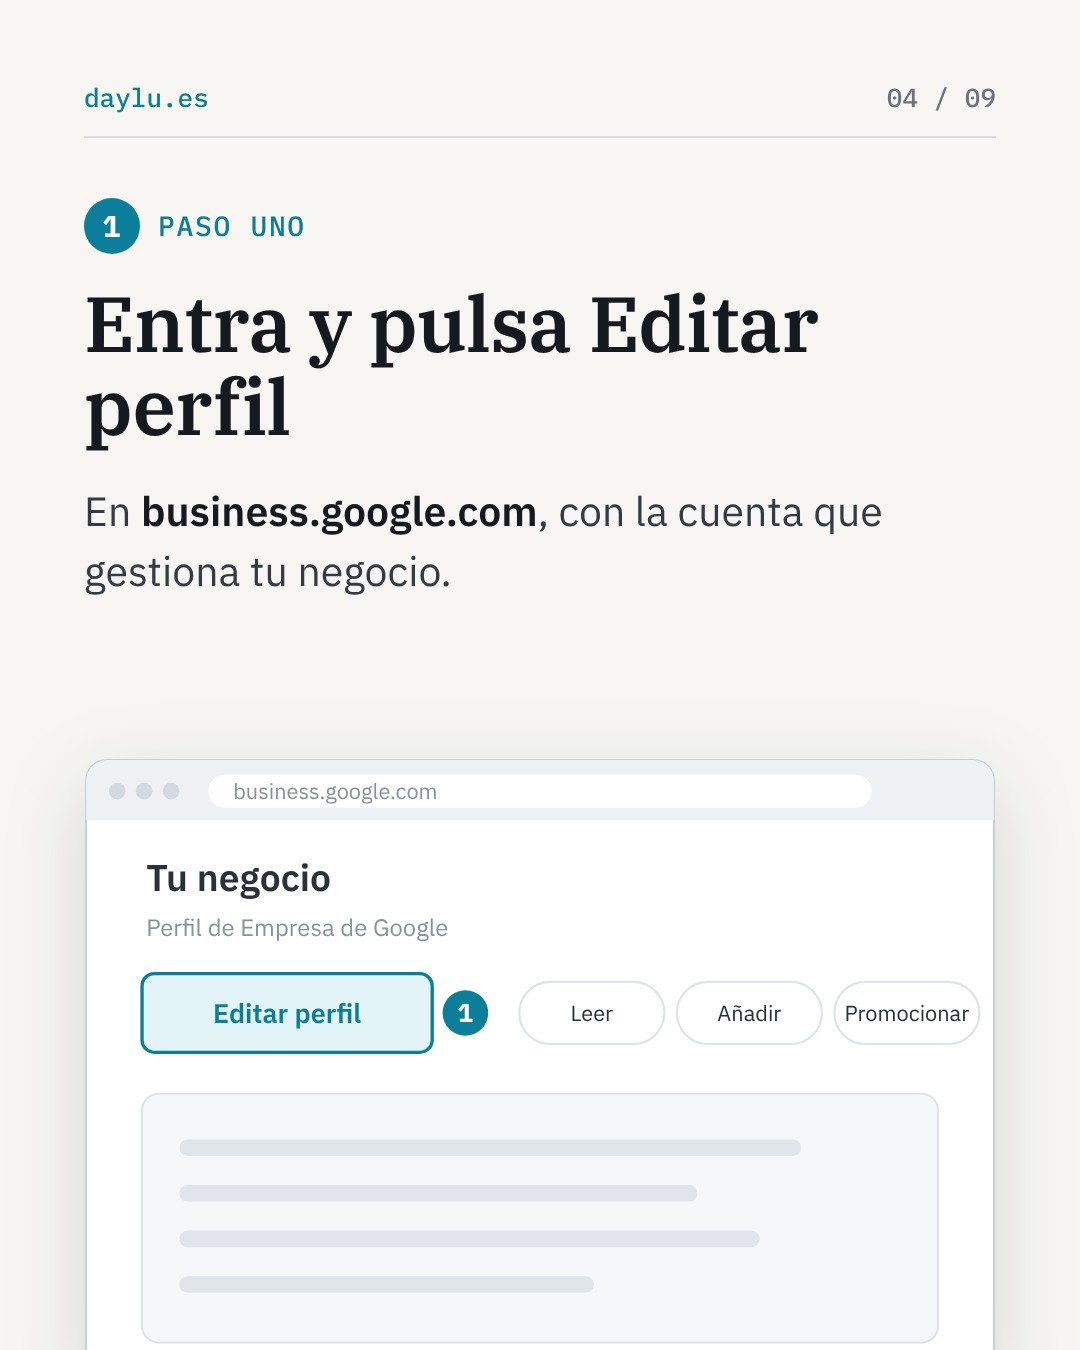 daylu.es
04 / 09
1 PASO UNO
Entra y pulsa Editar
perfil
En business.google.com, con la cuenta que
gestiona tu negocio.
business.google.com
Tu negocio
Perfil de Empresa de Google
Editar perfil 1 Leer Añadir Promocionar